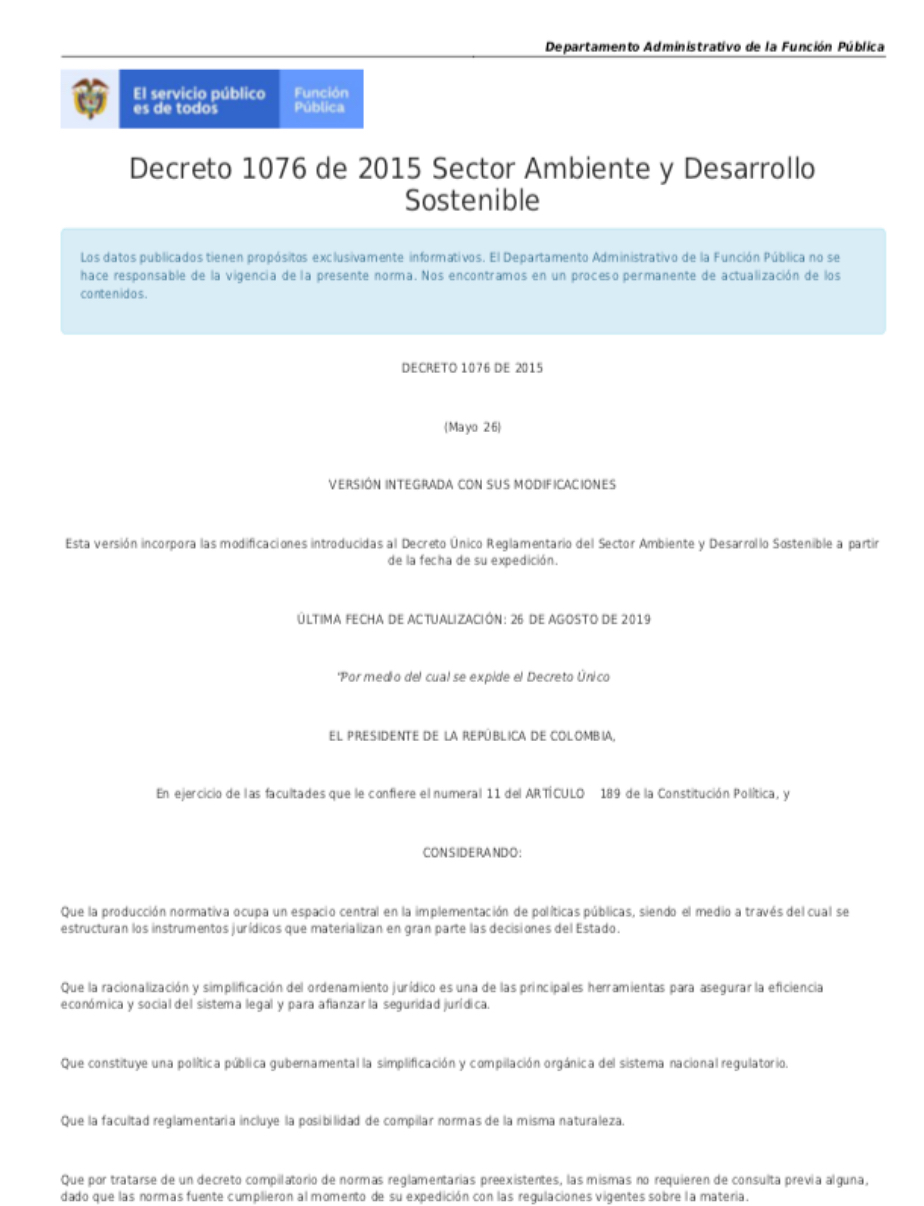 Departamento Administrativo de la Función Pública
El servicio público
es de todos
Función
Pública
Decreto 1076 de 2015 Sector Ambiente y Desarrollo
Sostenible
Los datos publicados tienen propósitos exclusivamente informativos. El Departamento Administrativo de la Función Pública no se
hace responsable de la vigencia de la presente norma. Nos encontramos en un proceso permanente de actualización de los
contenidos.
DECRETO 1076 DE 2015
(Mayo 26)
VERSIÓN INTEGRADA CON SUS MODIFICACIONES
Esta versión incorpora las modificaciones introducidas al Decreto Único Reglamentario del Sector Ambiente y Desarrollo Sostenible a partir
de la fecha de su expedición.
ÚLTIMA FECHA DE ACTUALIZACIÓN: 26 DE AGOSTO DE 2019
"Por medio del cual se expide el Decreto Único
EL PRESIDENTE DE LA REPÚBLICA DE COLOMBIA,
En ejercicio de las facultades que le confiere el numeral 11 del ARTÍCULO 189 de la Constitución Política, y
CONSIDERANDO:
Que la producción normativa ocupa un espacio central en la implementación de políticas públicas, siendo el medio a través del cual se
estructuran los instrumentos jurídicos que materializan en gran parte las decisiones del Estado.
Que la racionalización y simplificación del ordenamiento jurídico es una de las principales herramientas para asegurar la eficiencia
económica y social del sistema legal y para afianzar la seguridad jurídica.
Que constituye una política pública gubernamental la simplificación y compilación orgánica del sistema nacional regulatorio.
Que la facultad reglamentaria incluye la posibilidad de compilar normas de la misma naturaleza.
Que por tratarse de un decreto compilatorio de normas reglamentarias preexistentes, las mismas no requieren de consulta previa alguna,
dado que las normas fuente cumplieron al momento de su expedición con las regulaciones vigentes sobre la materia.